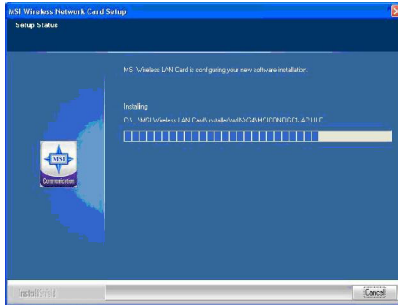 MSI Wireless Network Card Setup
Setup Status
MSI Wireless LAN Card is configuring your new software installation.
Installing
MSI
Communication
InstallShield
Cancel